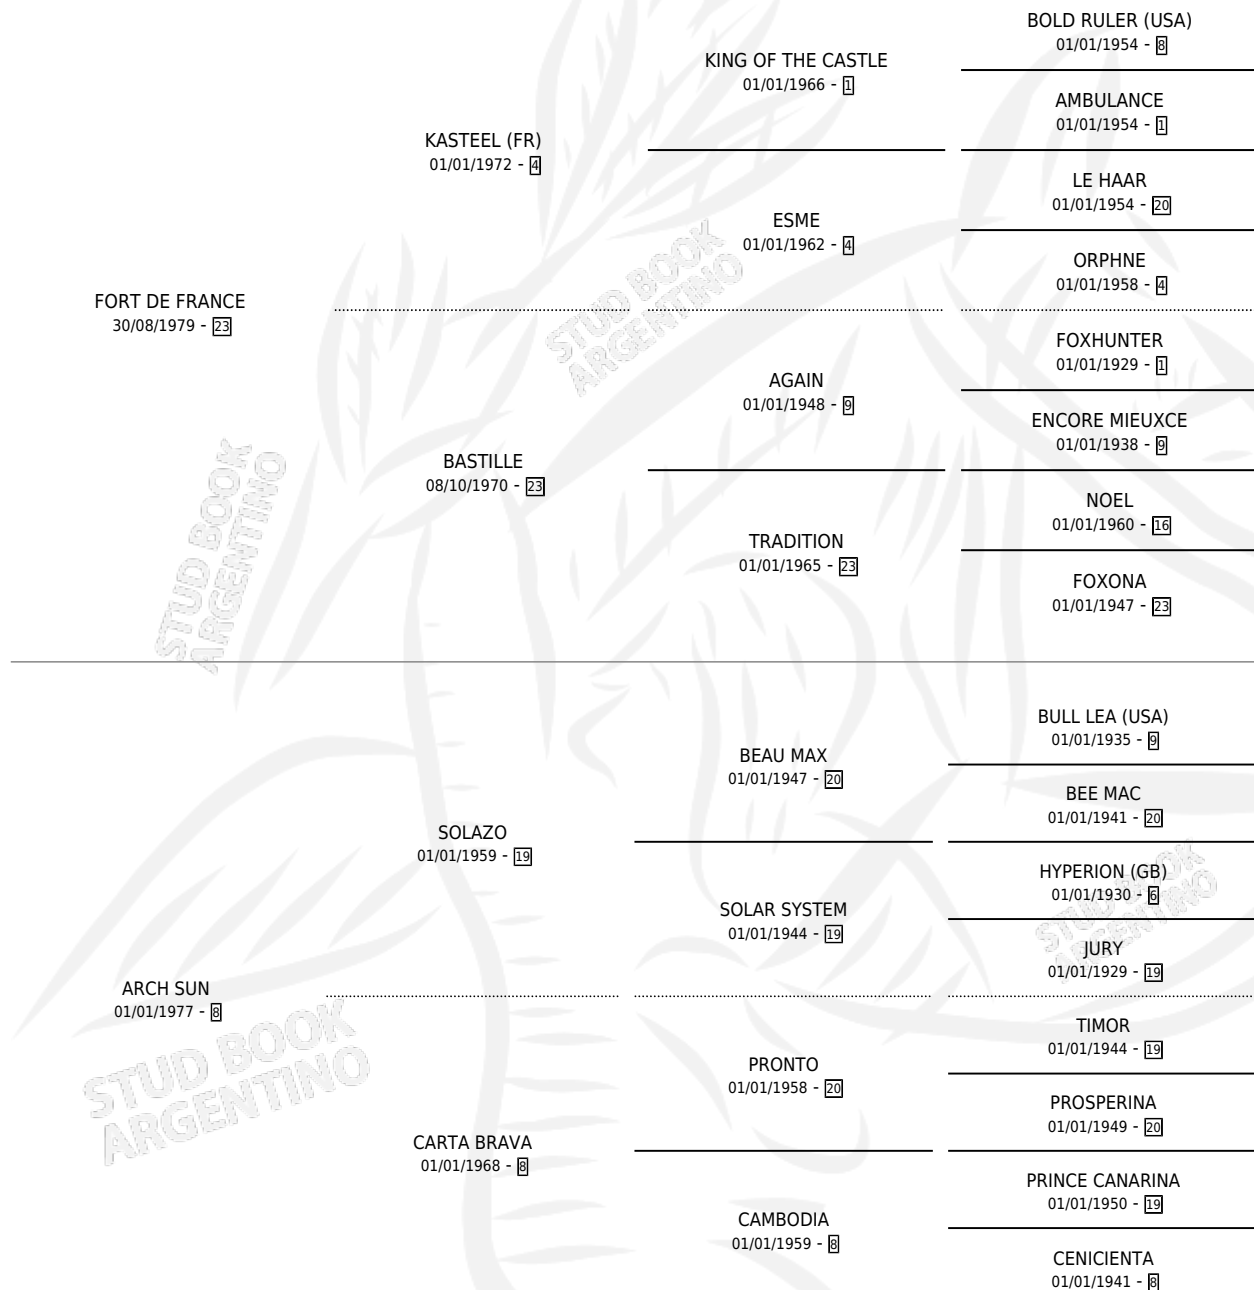 BOLD RULER (USA)
01/01/1954 - 8
KING OF THE CASTLE
01/01/1966 - 1
AMBULANCE
01/01/1954 - 1
KASTEEL (FR)
01/01/1972 - 4
LE HAAR
01/01/1954 - 20
ESME
01/01/1962 - 4
ORPHNE
01/01/1958 - 4
FORT DE FRANCE
30/08/1979 - 23
FOXHUNTER
01/01/1929 - 1
AGAIN
01/01/1948 - 9
ENCORE MIEUXCE
01/01/1938 - 9
BASTILLE
08/10/1970 - 23
NOEL
01/01/1960 - 16
TRADITION
01/01/1965 - 23
FOXONA
01/01/1947 - 23
BULL LEA (USA)
01/01/1935 - 9
BEAU MAX
01/01/1947 - 20
BEE MAC
01/01/1941 - 20
SOLAZO
01/01/1959 - 19
HYPERION (GB)
01/01/1930 - 6
SOLAR SYSTEM
01/01/1944 - 19
JURY
01/01/1929 - 19
ARCH SUN
01/01/1977 - 8
TIMOR
01/01/1944 - 19
PRONTO
01/01/1958 - 20
PROSPERINA
01/01/1949 - 20
CARTA BRAVA
01/01/1968 - 8
PRINCE CANARINA
01/01/1950 - 19
CAMBODIA
01/01/1959 - 8
CENICIENTA
01/01/1941 - 8
STUD BOOK
ARGENTINO
STUD BOOK
ARGENTINO
STUD BOOK
ARGENTINO
STUD BOOK
ARGENTINO